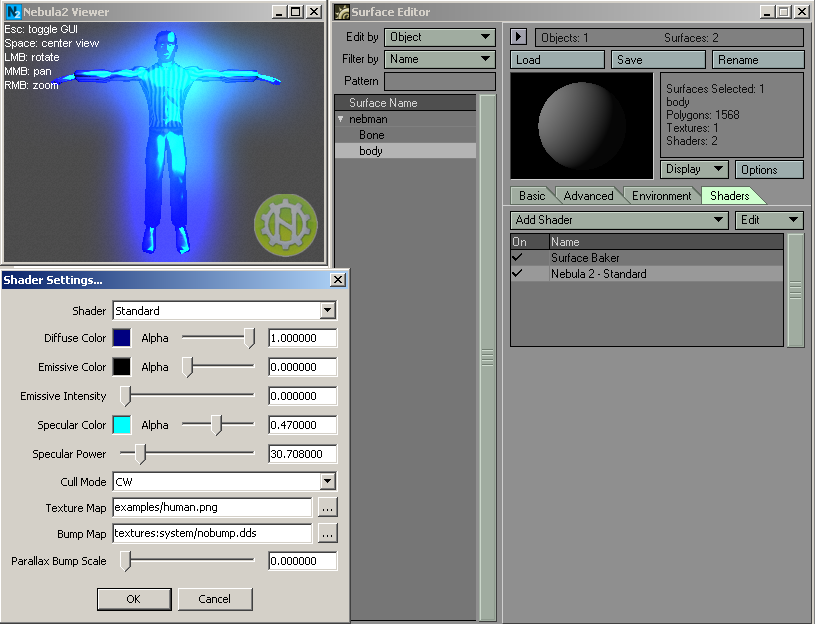 Nebula2 Viewer
Esc: toggle GUI
Space: center view
LMB: rotate
MMB: pan
RMB: zoom
Surface Editor
Edit by Object
Filter by Name
Pattern
Surface Name
nebman
Bone
body
Objects: 1 Surfaces: 2
Load Save Rename
Surfaces Selected: 1
body
Polygons: 1568
Textures: 1
Shaders: 2
Display Options
Basic Advanced Environment Shaders
Add Shader Edit
On Name
Surface Baker
Nebula 2 - Standard
Shader Settings...
Shader Standard
Diffuse Color Alpha 1.000000
Emissive Color Alpha 0.000000
Emissive Intensity 0.000000
Specular Color Alpha 0.470000
Specular Power 30.708000
Cull Mode CW
Texture Map examples/human.png ...
Bump Map textures:system/nobump.dds ...
Parallax Bump Scale 0.000000
OK Cancel